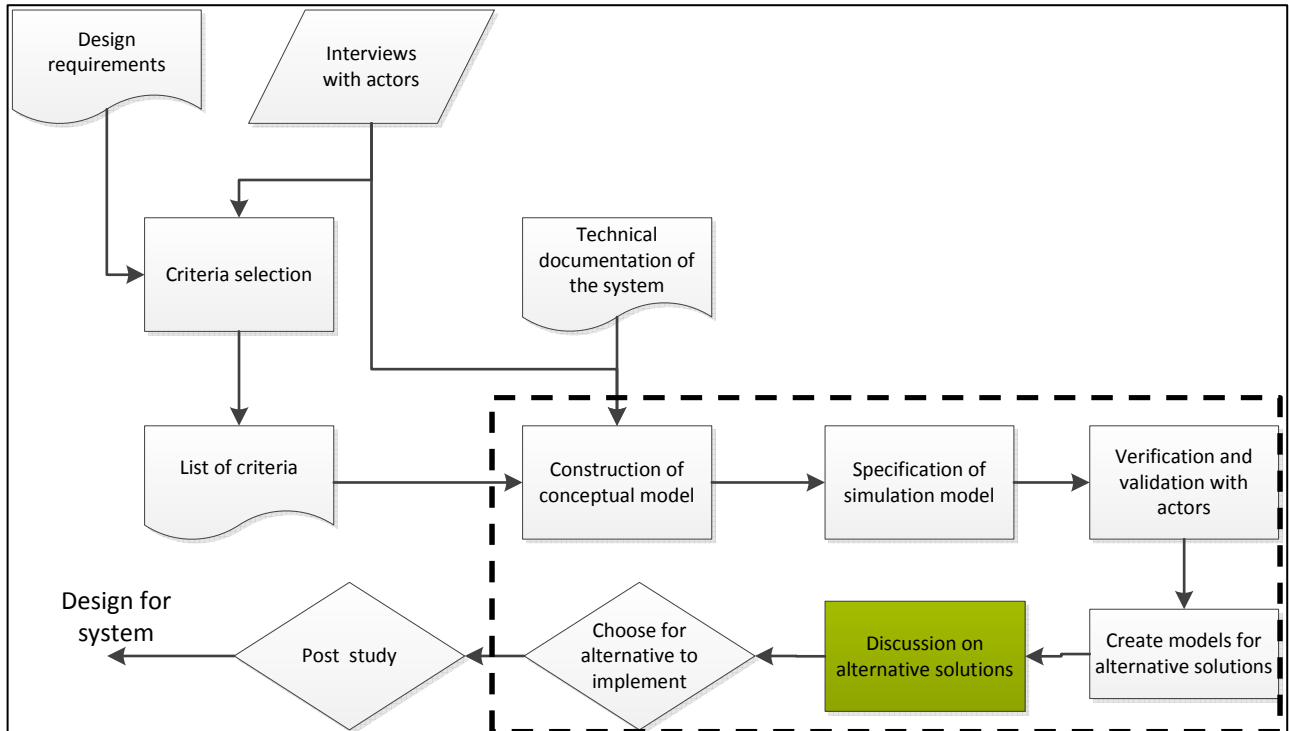 Design
requirements
Interviews
with actors
Criteria selection
Technical
documentation of
the system
List of criteria
Construction of
conceptual model
Specification of
simulation model
Verification and
validation with
actors
Design for
system
Post study
Choose for
alternative to
implement
Discussion on
alternative solutions
Create models for
alternative solutions